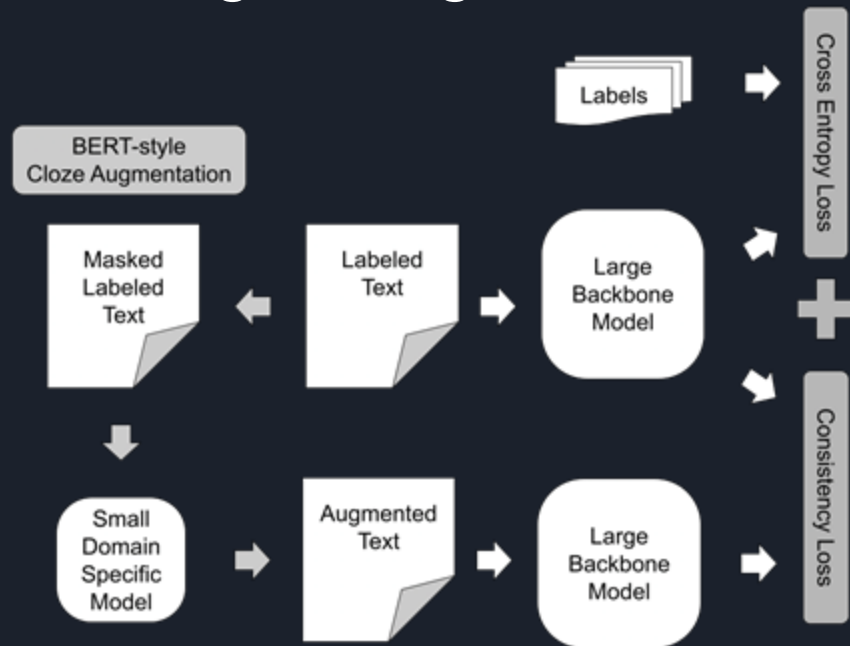 Labels
Cross Entropy Loss
BERT-style
Cloze Augmentation
Masked
Labeled
Text
Labeled
Text
Large
Backbone
Model
Small
Domain
Specific
Model
Augmented
Text
Large
Backbone
Model
Consistency Loss